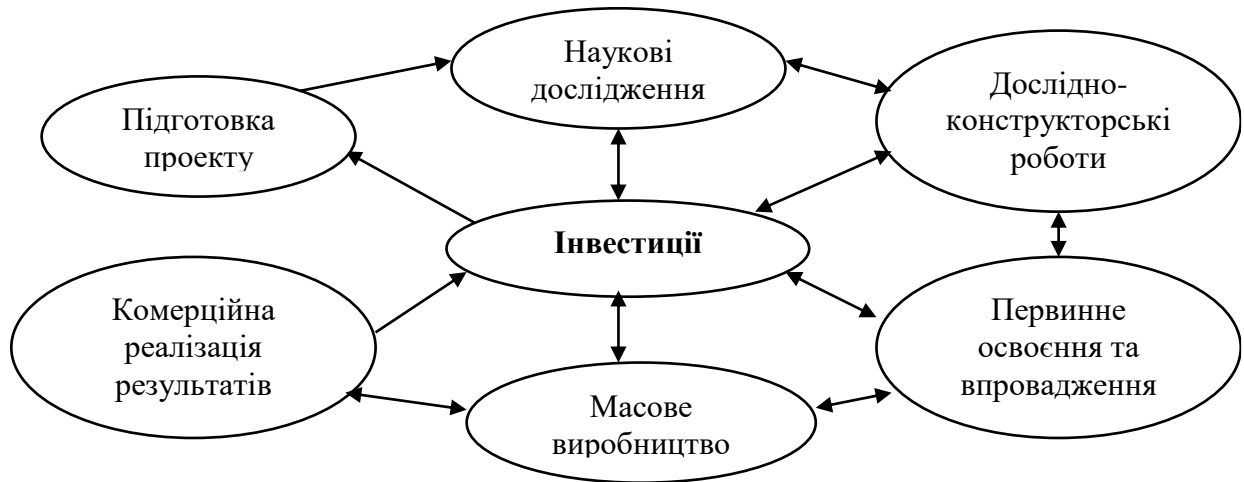 Наукові
дослідження
Дослідно-
конструкторські
роботи
Підготовка
проекту
Інвестиції
Комерційна
реалізація
результатів
Первинне
освоєння та
впровадження
Масове
виробництво